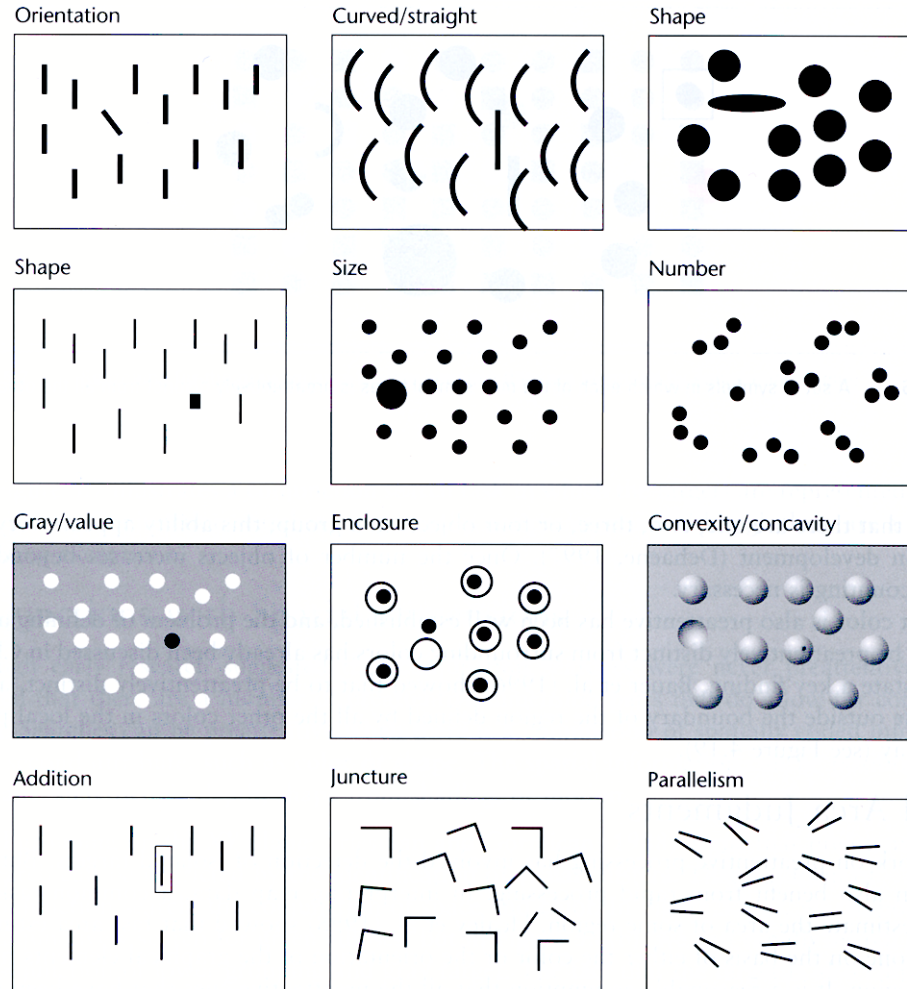 Orientation
Curved/straight
Shape
Shape
Size
Number
Gray/value
Enclosure
Convexity/concavity
Addition
Juncture
Parallelism